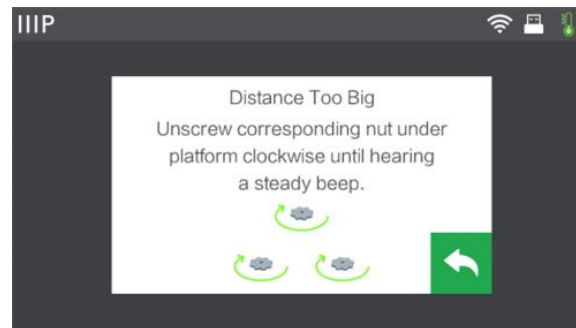 IIIP
Distance Too Big
Unscrew corresponding nut under
platform clockwise until hearing
a steady beep.